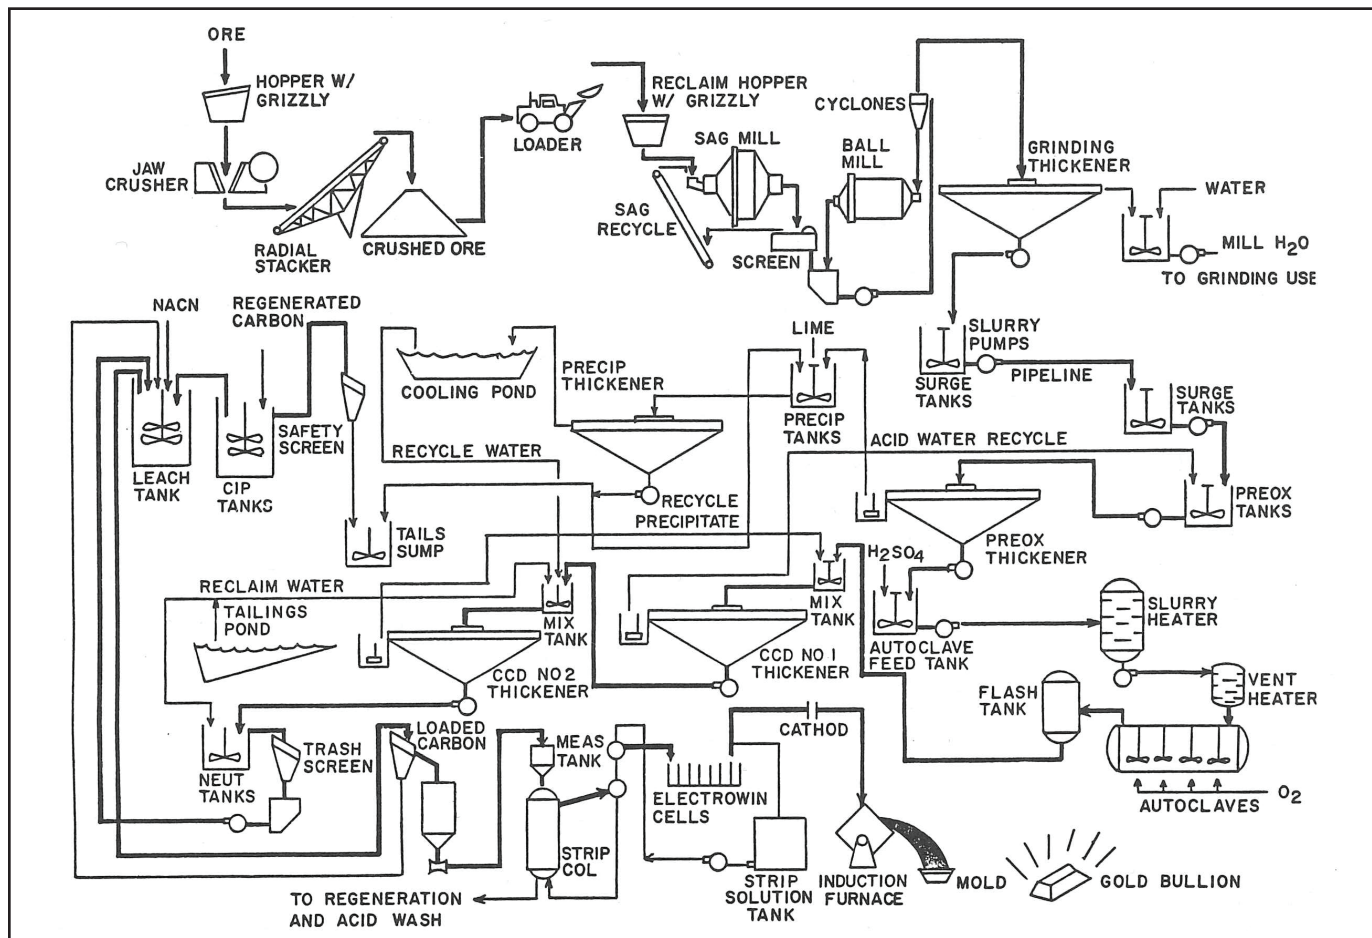 ORE
HOPPER W/
GRIZZLY
JAW
CRUSHER
RADIAL
STACKER
CRUSHED ORE
LOADER
RECLAIM HOPPER
W/ GRIZZLY
SAG MILL
SAG
RECYCLE
SCREEN
BALL
MILL
CYCLONES
GRINDING
THICKENER
WATER
MILL H2O
TO GRINDING USE
NACN
REGENERATED
CARBON
LEACH
TANK
CIP
TANKS
SAFETY
SCREEN
COOLING POND
PRECIP
THICKENER
LIME
PRECIP
TANKS
SURGE
TANKS
SLURRY
PUMPS
PIPELINE
SURGE
TANKS
RECYCLE WATER
ACID WATER RECYCLE
PREOX
TANKS
TAILS
SUMP
RECYCLE
PRECIPITATE
PREOX
THICKENER
H2SO4
RECLAIM WATER
TAILINGS
POND
MIX
TANK
CCD NO 2
THICKENER
MIX
TANK
CCD NO 1
THICKENER
AUTOCLAVE
FEED TANK
SLURRY
HEATER
VENT
HEATER
FLASH
TANK
AUTOCLAVES
O2
NEUT
TANKS
TRASH
SCREEN
LOADED
CARBON
MEAS
TANK
STRIP
COL
ELECTROWIN
CELLS
CATHOD
STRIP
SOLUTION
TANK
INDUCTION
FURNACE
MOLD
GOLD BULLION
TO REGENERATION
AND ACID WASH